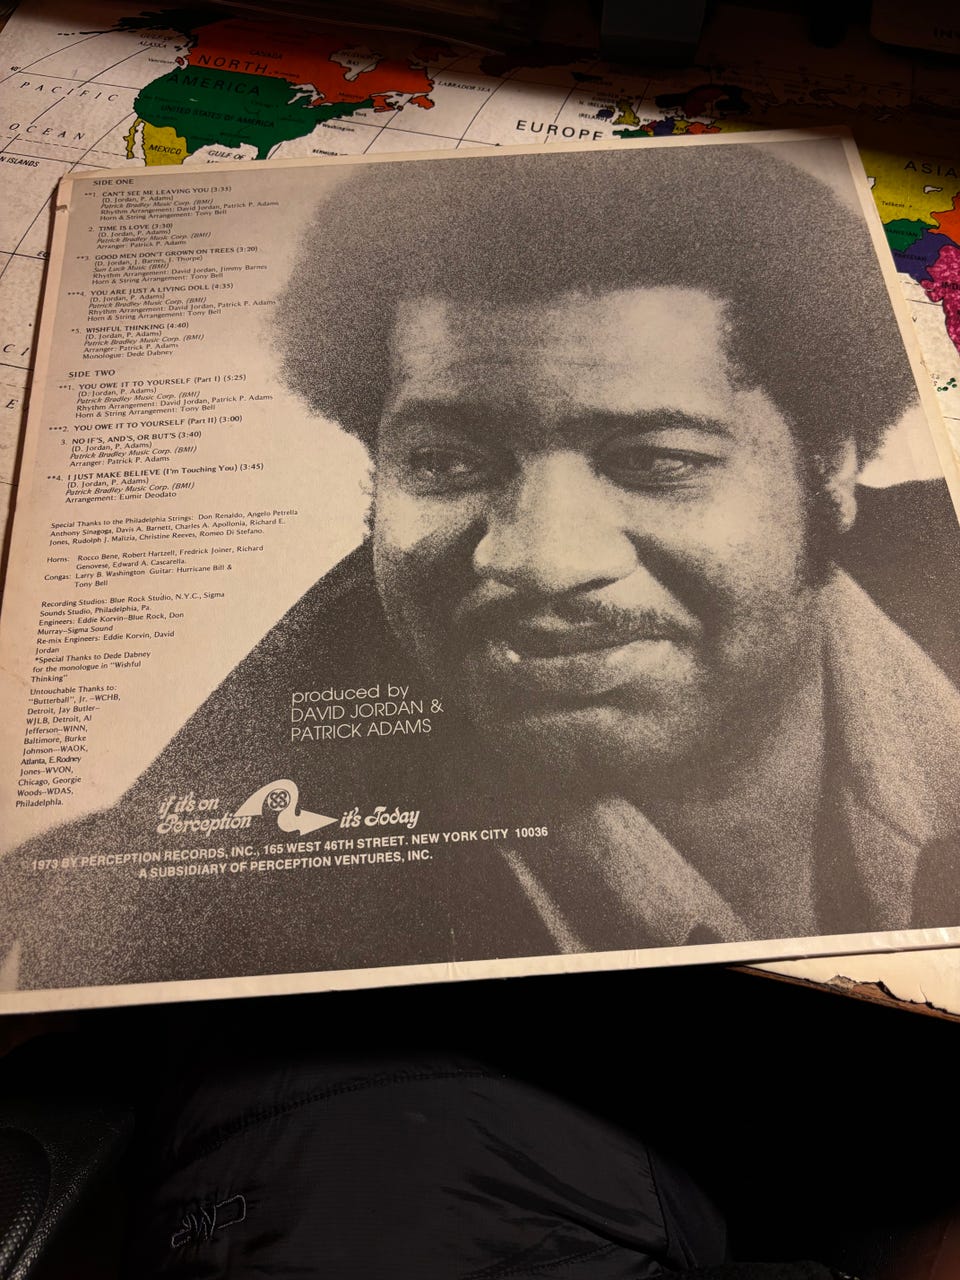 GULF OF ALASKA
CANADA
NORTH
AMERICA
HUDSON BAY
LABRADOR SEA
PACIFIC
OCEAN
UNITED STATES OF AMERICA
Washington
MEXICO
GULF OF
BERMUDA
EUROPE
ASIA
SIDE ONE
**1. CAN'T SEE ME LEAVING YOU (3:35)
(D. Jordan, P. Adams)
Patrick Bradley Music Corp. (BMI)
Rhythm Arrangement: David Jordan, Patrick P. Adams
Horn & String Arrangement: Tony Bell
2. TIME IS LOVE (3:30)
(D. Jordan, P. Adams)
Patrick Bradley Music Corp. (BMI)
Arranger: Patrick P. Adams
**3. GOOD MEN DON'T GROWN ON TREES (3:20)
(D. Jordan, J. Barnes, J. Thorpe)
Sun Luck Music (BMI)
Rhythm Arrangement: David Jordan, Jimmy Barnes
Horn & String Arrangement: Tony Bell
***4. YOU ARE JUST A LIVING DOLL (4:35)
(D. Jordan, P. Adams)
Patrick Bradley Music Corp. (BMI)
Rhythm Arrangement: David Jordan, Patrick P. Adams
Horn & String Arrangement: Tony Bell
*5. WISHFUL THINKING (4:40)
(D. Jordan, P. Adams)
Patrick Bradley Music Corp. (BMI)
Arranger: Patrick P. Adams
Monologue: Dede Dabney
SIDE TWO
**1. YOU OWE IT TO YOURSELF (Part I) (5:25)
(D. Jordan, P. Adams)
Patrick Bradley Music Corp. (BMI)
Rhythm Arrangement: David Jordan, Patrick P. Adams
Horn & String Arrangement: Tony Bell
***2. YOU OWE IT TO YOURSELF (Part II) (3:00)
3. NO IF'S, AND'S, OR BUT'S (3:40)
(D. Jordan, P. Adams)
Patrick Bradley Music Corp. (BMI)
Arranger: Patrick P. Adams
**4. I JUST MAKE BELIEVE (I'm Touching You) (3:45)
(D. Jordan, P. Adams)
Patrick Bradley Music Corp. (BMI)
Arrangement: Eumir Deodato
Special Thanks to the Philadelphia Strings: Don Renaldo, Angelo Petrella
Anthony Sinagoga, Davis A. Barnett, Charles A. Apollonia, Richard E.
Jones, Rudolph J. Malizia, Christine Reeves, Romeo Di Stefano.
Horns: Rocco Bene, Robert Hartzell, Fredrick Joiner, Richard
Genovese, Edward A. Cascarella.
Congas: Larry B. Washington Guitar: Hurricane Bill &
Tony Bell
Recording Studios: Blue Rock Studio, N.Y.C., Sigma
Sounds Studio, Philadelphia, Pa.
Engineers: Eddie Korvin—Blue Rock, Don
Murray—Sigma Sound
Re-mix Engineers: Eddie Korvin, David
Jordan
*Special Thanks to Dede Dabney
for the monologue in "Wishful
Thinking"
Untouchable Thanks to:
"Butterball", Jr. —WCHB,
Detroit, Jay Butler—
WJLB, Detroit, Al
Jefferson—WINN,
Baltimore, Burke
Johnson—WAOK,
Atlanta, E. Rodney
Jones—WVON,
Chicago, Georgie
Woods—WDAS,
Philadelphia.
produced by
DAVID JORDAN &
PATRICK ADAMS
if it's on
Perception
it's Today
1973 BY PERCEPTION RECORDS, INC., 165 WEST 46TH STREET. NEW YORK CITY 10036
A SUBSIDIARY OF PERCEPTION VENTURES, INC.